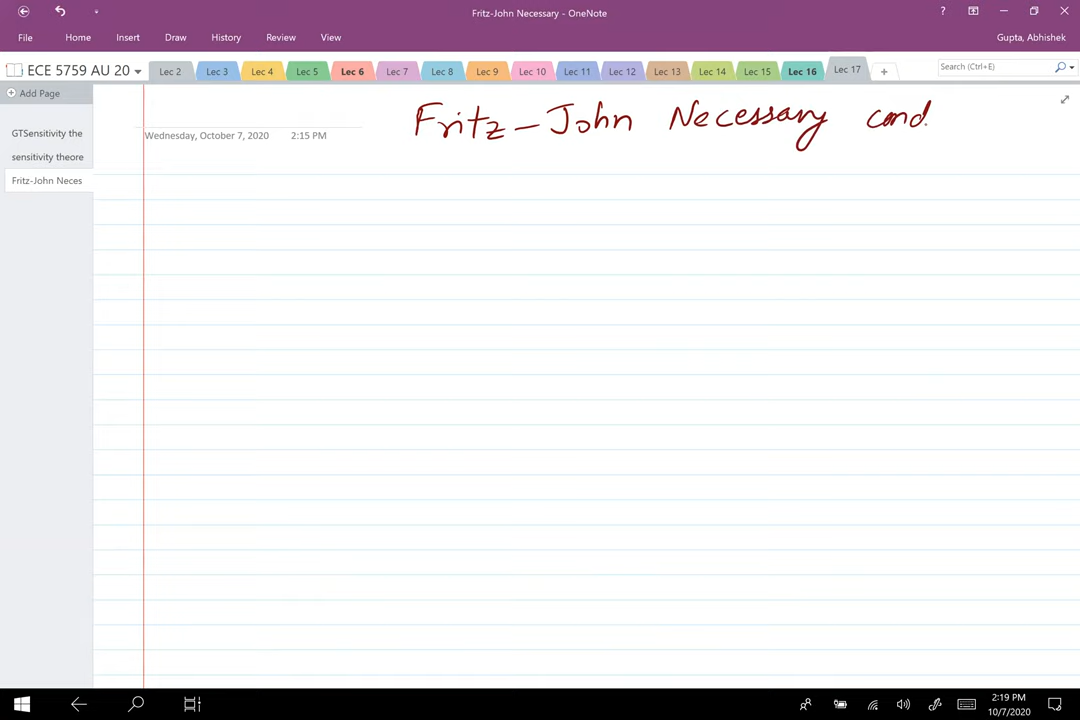 Fritz-John Necessary - OneNote
?
File Home Insert Draw History Review View
Gupta, Abhishek
ECE 5759 AU 20
Lec 2 Lec 3 Lec 4 Lec 5 Lec 6 Lec 7 Lec 8 Lec 9 Lec 10 Lec 11 Lec 12 Lec 13 Lec 14 Lec 15 Lec 16 Lec 17 +
Search (Ctrl+E)
Add Page
Fritz-John Necessary cond.
Wednesday, October 7, 2020 2:15 PM
GTSensitivity the
sensitivity theore
Fritz-John Neces
2:19 PM
10/7/2020